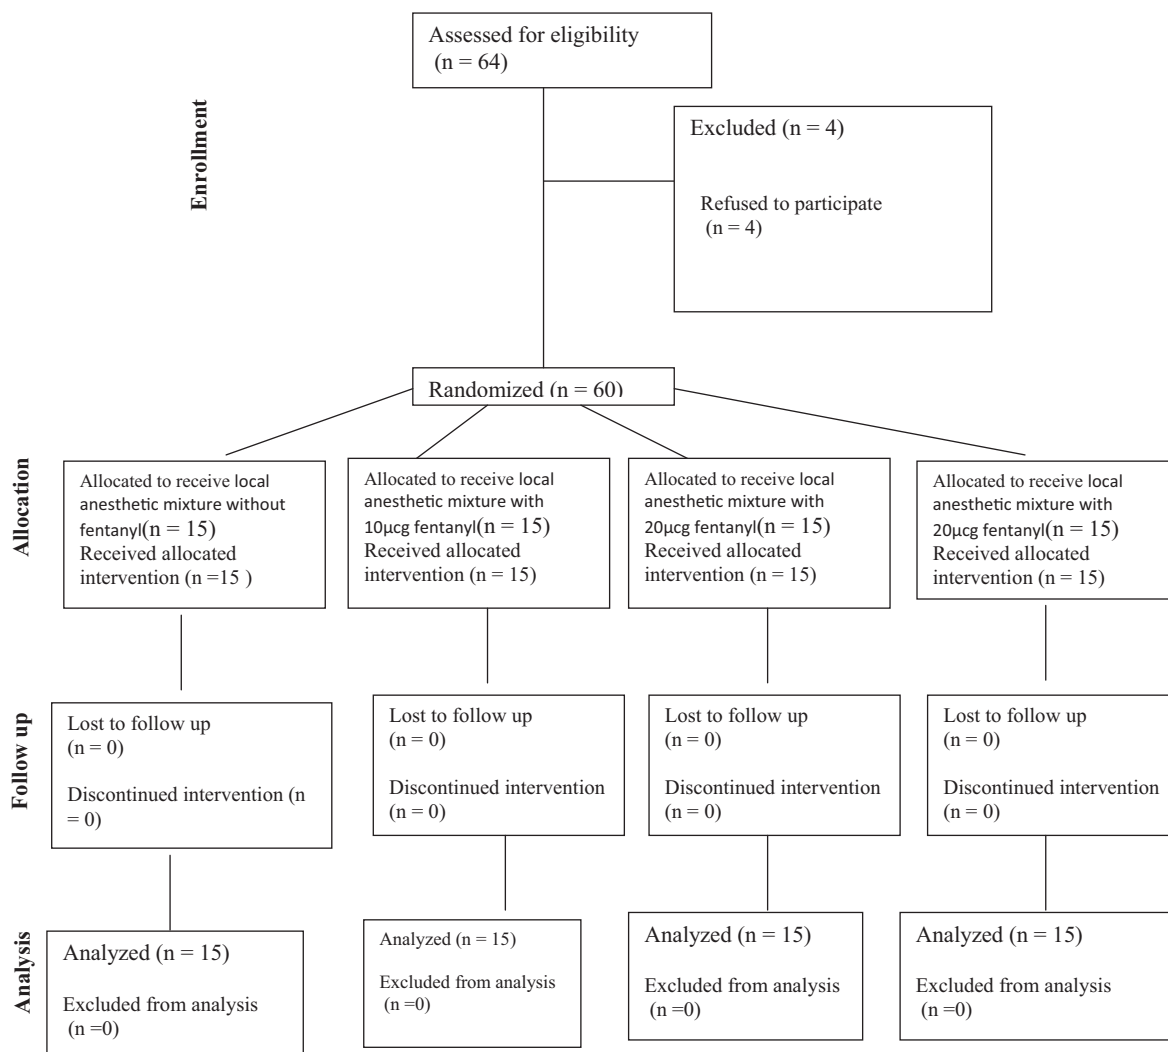 Assessed for eligibility
(n = 64)
Enrollment
Excluded (n = 4)
Refused to participate
(n = 4)
Randomized (n = 60)
Allocation
Allocated to receive local
anesthetic mixture without
fentanyl(n = 15)
Received allocated
intervention (n =15 )
Allocated to receive local
anesthetic mixture with
10µcg fentanyl(n = 15)
Received allocated
intervention (n = 15)
Allocated to receive local
anesthetic mixture with
20µcg fentanyl(n = 15)
Received allocated
intervention (n = 15)
Allocated to receive local
anesthetic mixture with
20µcg fentanyl(n = 15)
Received allocated
intervention (n = 15)
Follow up
Lost to follow up
(n = 0)
Discontinued intervention (n
= 0)
Lost to follow up
(n = 0)
Discontinued intervention
(n = 0)
Lost to follow up
(n = 0)
Discontinued intervention
(n = 0)
Lost to follow up
(n = 0)
Discontinued intervention
(n = 0)
Analysis
Analyzed (n = 15)
Excluded from analysis
(n =0)
Analyzed (n = 15)
Excluded from analysis
(n =0)
Analyzed (n = 15)
Excluded from analysis
(n =0)
Analyzed (n = 15)
Excluded from analysis
(n =0)